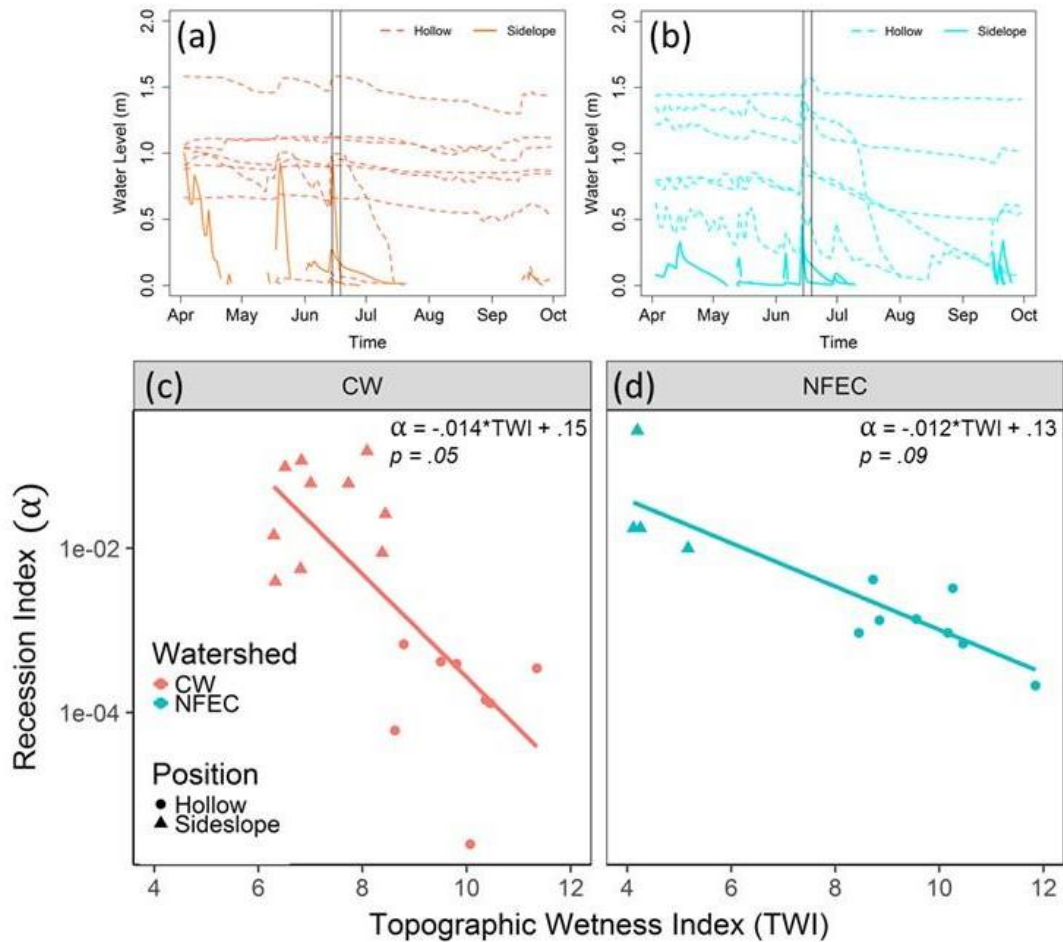 (a)
Hollow Sidelope
Water Level (m)
2.0
1.5
1.0
0.5
0.0
Apr May Jun Jul Aug Sep Oct
Time
(b)
Hollow Sidelope
Water Level (m)
2.0
1.5
1.0
0.5
0.0
Apr May Jun Jul Aug Sep Oct
Time
(c) CW
α = -.014*TWI + .15
p = .05
(d) NFEC
α = -.012*TWI + .13
p = .09
Recession Index (α)
1e-02
1e-04
Watershed
CW
NFEC
Position
Hollow
Sideslope
4 6 8 10 12
4 6 8 10 12
Topographic Wetness Index (TWI)